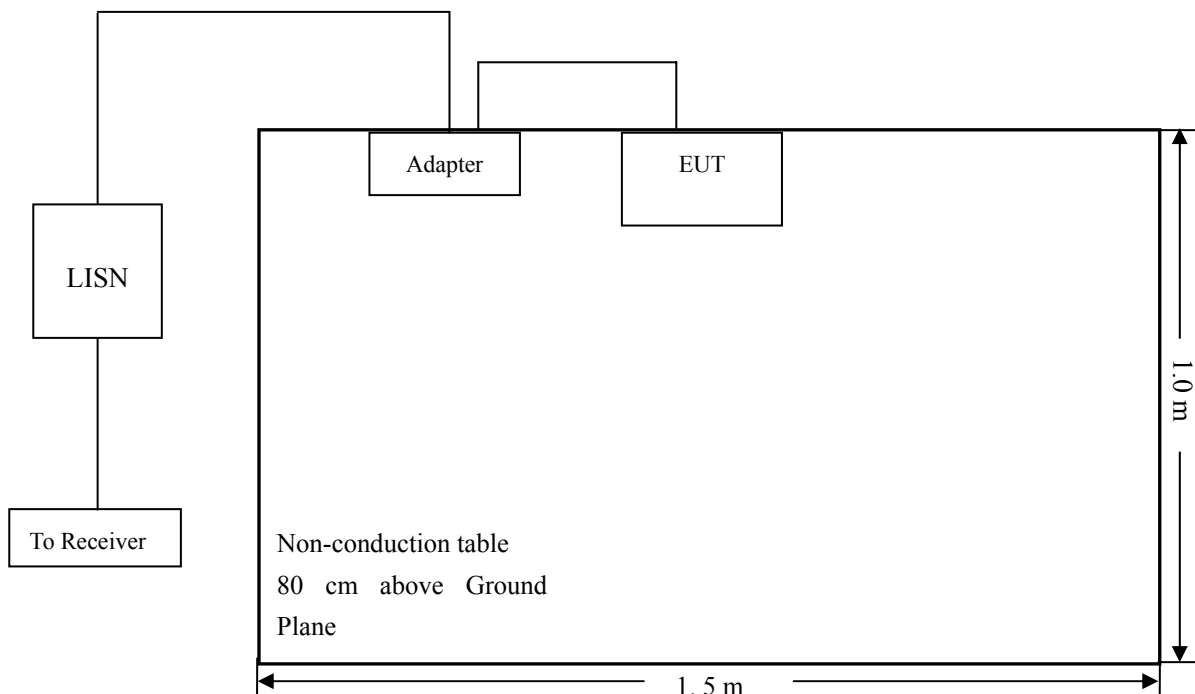 Adapter
EUT
LISN
1.0 m
To Receiver
Non-conduction table
80 cm above Ground
Plane
1. 5 m